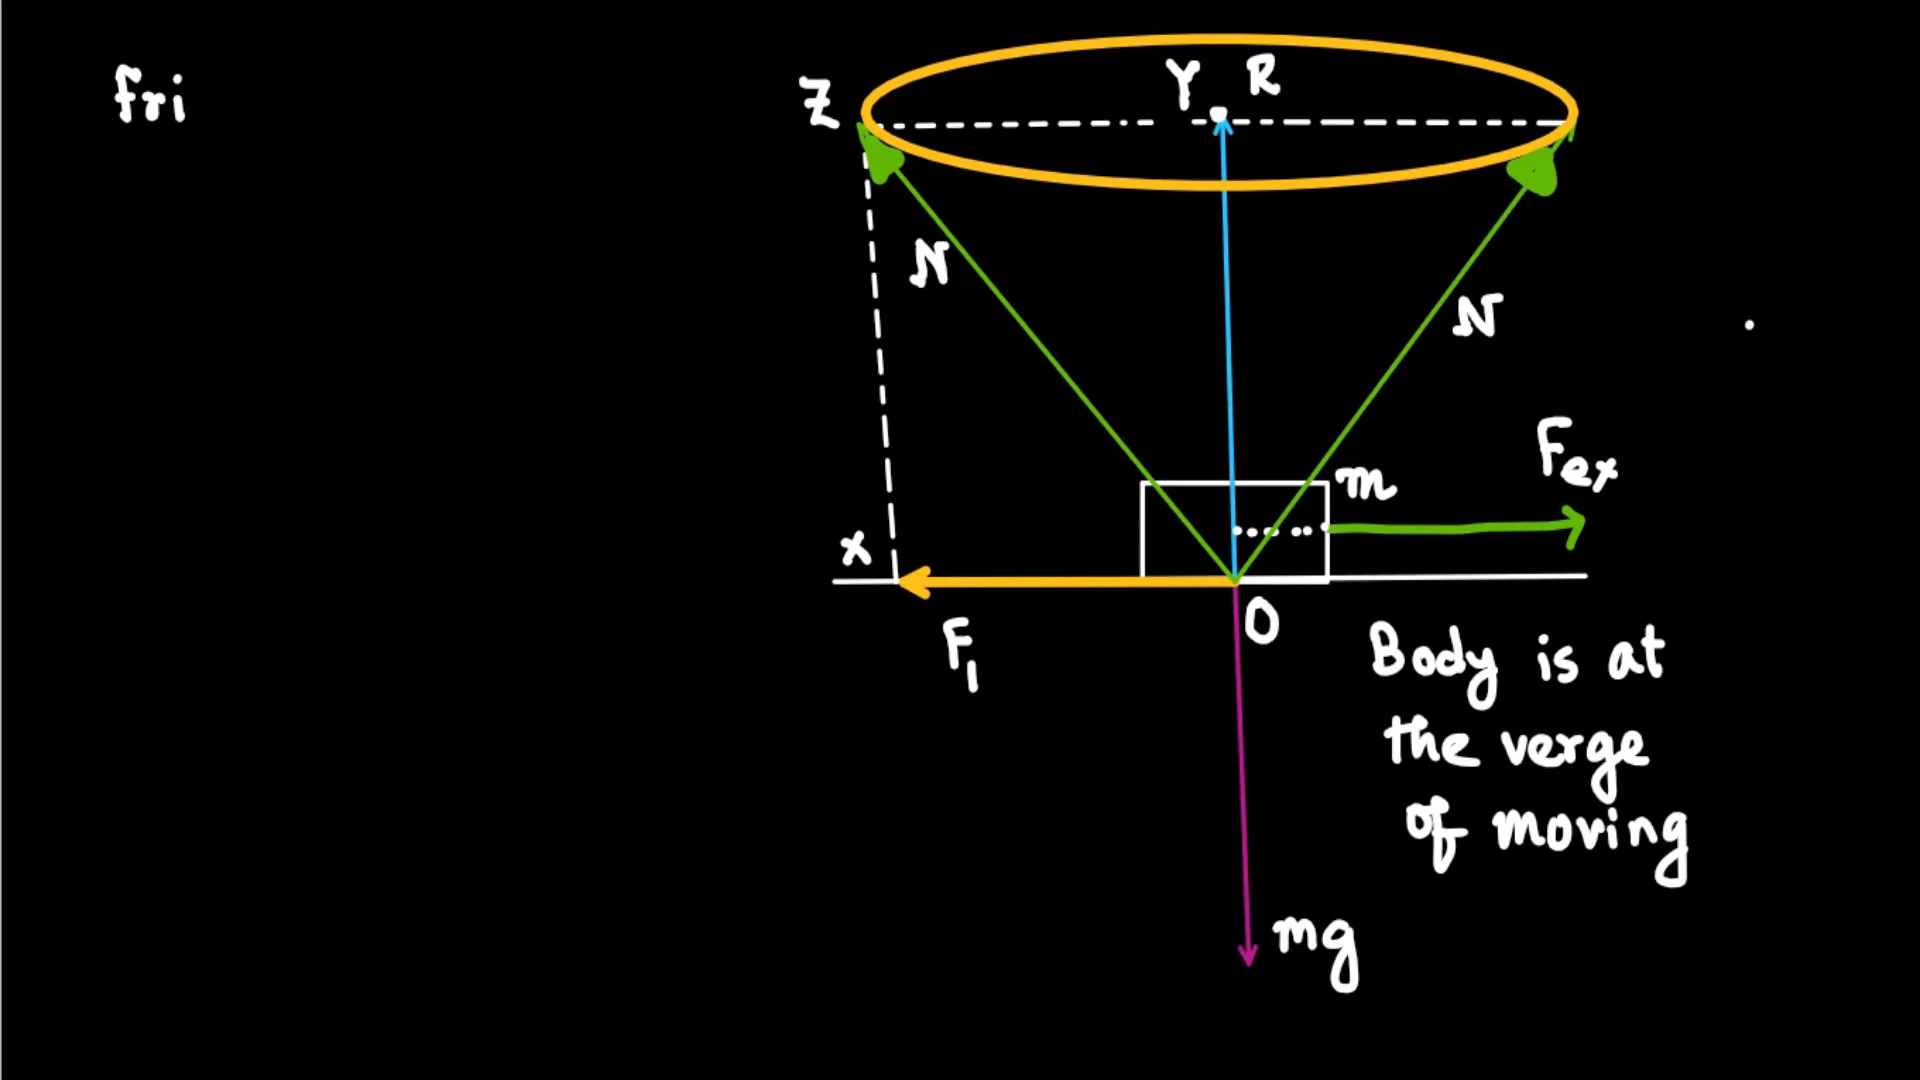 fri
Z
Y R
N
N
Fex
m
x
F1
O
Body is at
the verge
of moving
mg